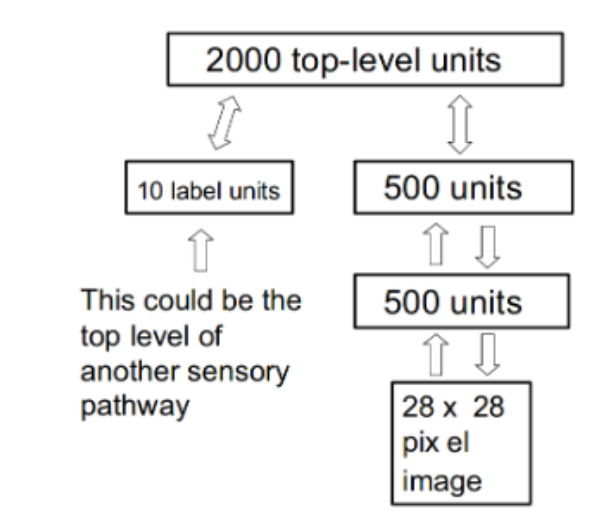 2000 top-level units
10 label units
500 units
This could be the
top level of
another sensory
pathway
500 units
28 x 28
pix el
image